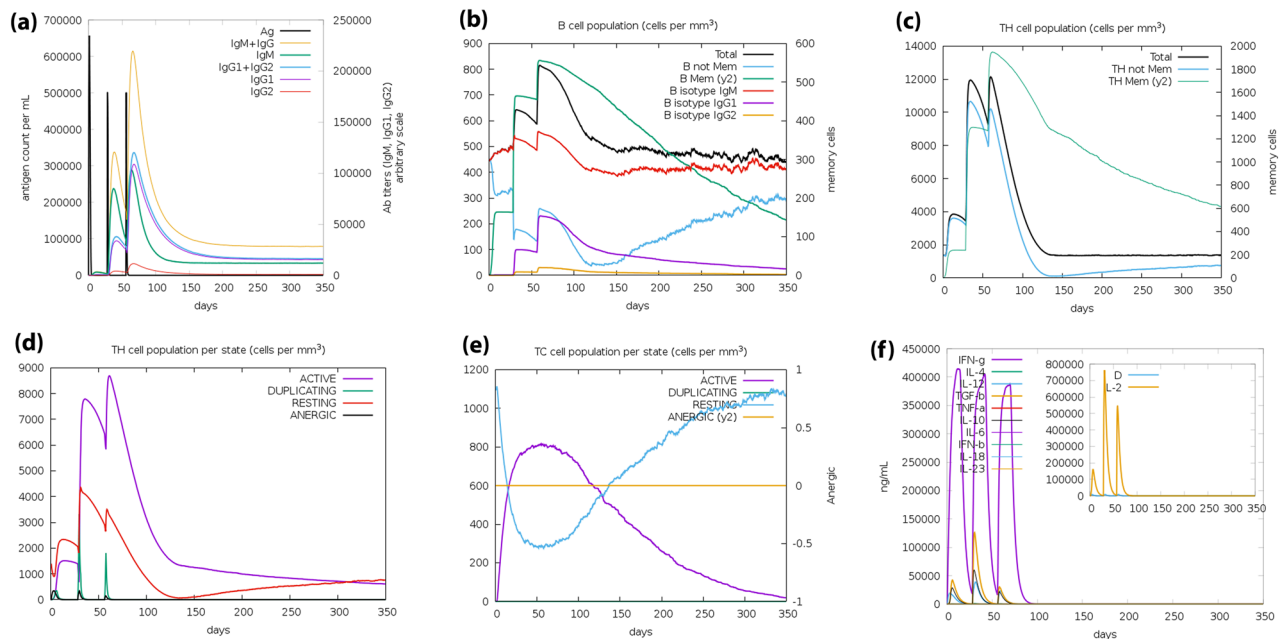 (a)
700000
600000
500000
400000
300000
200000
100000
0
antigen count per mL
0 50 100 150 200 250 300 350
days
250000
200000
150000
100000
50000
0
Ab titers (IgM, IgG1, IgG2)
arbitrary scale
Ag
IgM+IgG
IgM
IgG1+IgG2
IgG1
IgG2
(b)
B cell population (cells per mm³)
900
800
700
600
500
400
300
200
100
0
0 50 100 150 200 250 300 350
days
600
500
400
300
200
100
0
memory cells
Total
B not Mem
B Mem (y2)
B isotype IgM
B isotype IgG1
B isotype IgG2
(c)
TH cell population (cells per mm³)
14000
12000
10000
8000
6000
4000
2000
0
0 50 100 150 200 250 300 350
days
2000
1800
1600
1400
1200
1000
800
600
400
200
0
memory cells
Total
TH not Mem
TH Mem (y2)
(d)
TH cell population per state (cells per mm³)
9000
8000
7000
6000
5000
4000
3000
2000
1000
0
0 50 100 150 200 250 300 350
days
ACTIVE
DUPLICATING
RESTING
ANERGIC
(e)
TC cell population per state (cells per mm³)
1200
1000
800
600
400
200
0
0 50 100 150 200 250 300 350
days
1
0.5
0
-0.5
-1
Anergic
ACTIVE
DUPLICATING
RESTING
ANERGIC (y2)
(f)
450000
400000
350000
300000
250000
200000
150000
100000
50000
0
ng/mL
0 50 100 150 200 250 300 350
days
IFN-g
IL-4
IL-12
TGF-b
TNF-a
IL-10
IL-6
IFN-b
IL-18
IL-23
800000
700000
600000
500000
400000
300000
200000
100000
0
0 50 100 150 200 250 300 350
D
IL-2